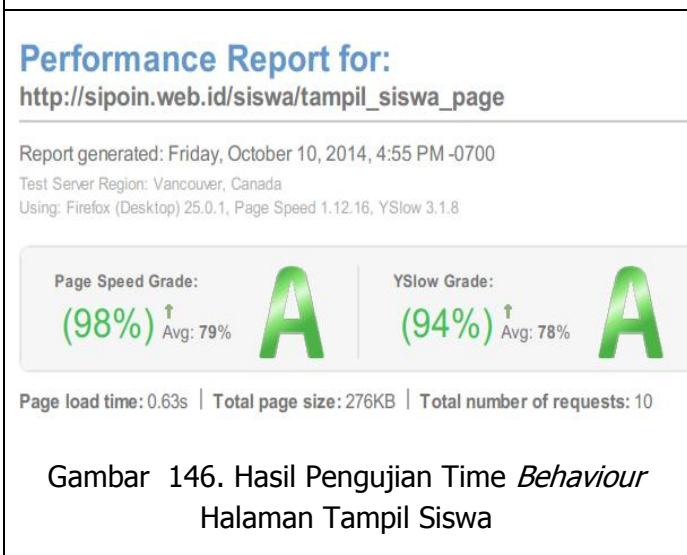 Performance Report for:
http://sipoin.web.id/siswa/tampil_siswa_page
Report generated: Friday, October 10, 2014, 4:55 PM -0700
Test Server Region: Vancouver, Canada
Using: Firefox (Desktop) 25.0.1, Page Speed 1.12.16, YSlow 3.1.8
Page Speed Grade:
(98%) ↑ Avg: 79% A
YSlow Grade:
(94%) ↑ Avg: 78% A
Page load time: 0.63s | Total page size: 276KB | Total number of requests: 10
Gambar 146. Hasil Pengujian Time Behaviour
Halaman Tampil Siswa